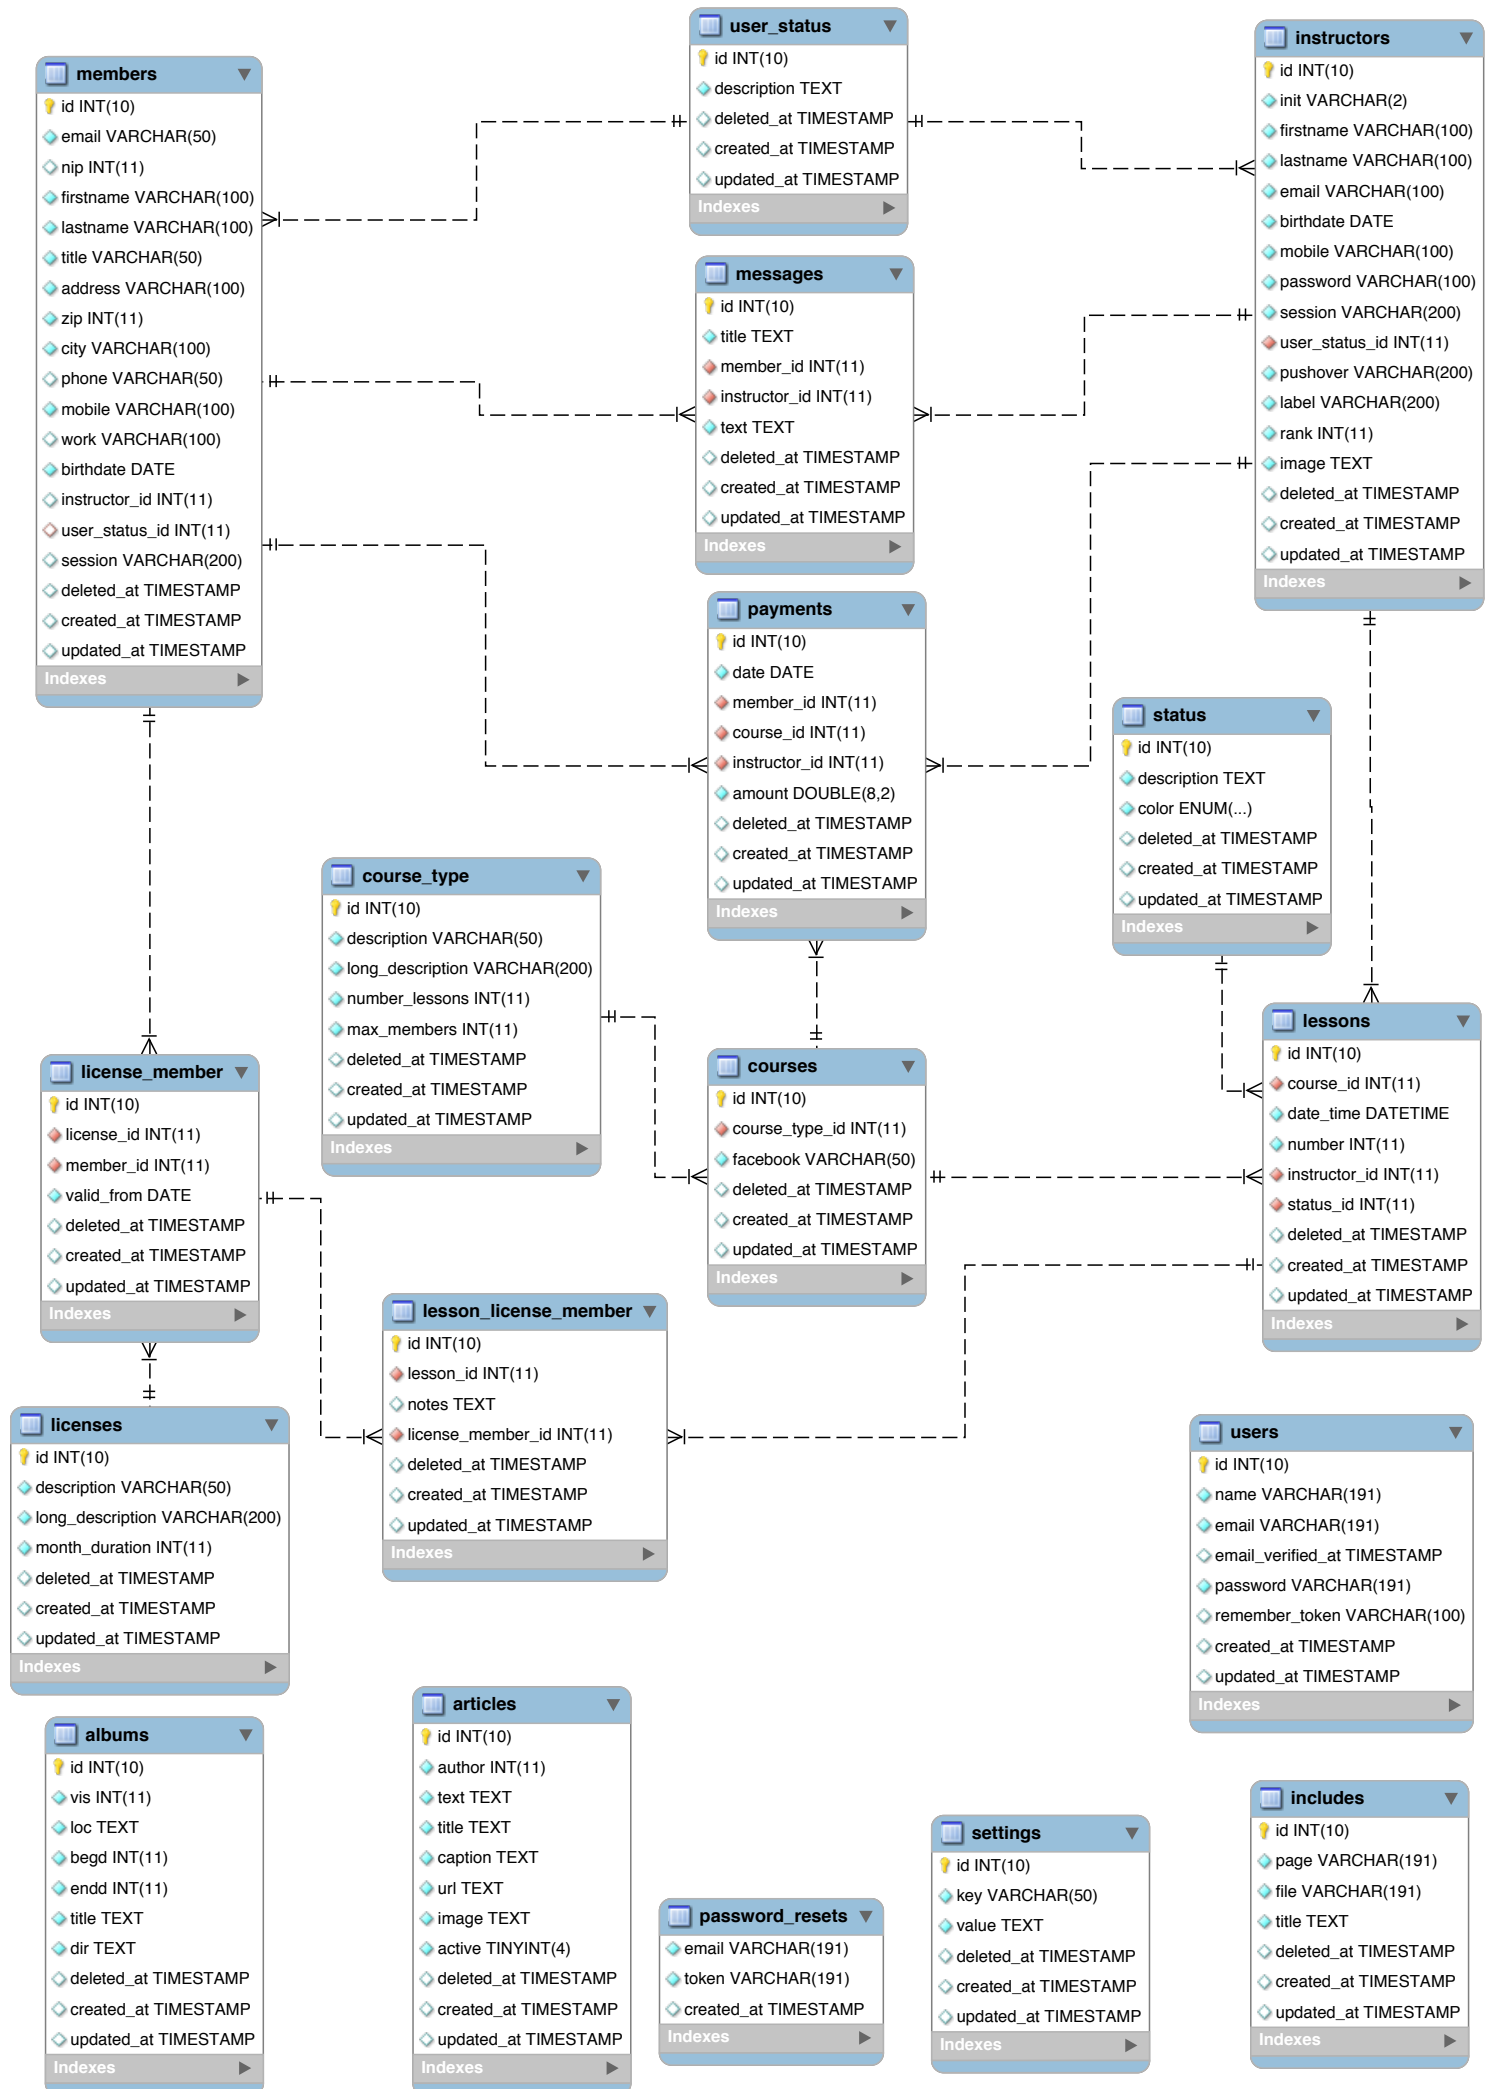 user_status
id INT(10)
description TEXT
deleted_at TIMESTAMP
created_at TIMESTAMP
updated_at TIMESTAMP
Indexes
instructors
id INT(10)
init VARCHAR(2)
firstname VARCHAR(100)
lastname VARCHAR(100)
email VARCHAR(100)
birthdate DATE
mobile VARCHAR(100)
password VARCHAR(100)
session VARCHAR(200)
user_status_id INT(11)
pushover VARCHAR(200)
label VARCHAR(200)
rank INT(11)
image TEXT
deleted_at TIMESTAMP
created_at TIMESTAMP
updated_at TIMESTAMP
Indexes
members
id INT(10)
email VARCHAR(50)
nip INT(11)
firstname VARCHAR(100)
lastname VARCHAR(100)
title VARCHAR(50)
address VARCHAR(100)
zip INT(11)
city VARCHAR(100)
phone VARCHAR(50)
mobile VARCHAR(100)
work VARCHAR(100)
birthdate DATE
instructor_id INT(11)
user_status_id INT(11)
session VARCHAR(200)
deleted_at TIMESTAMP
created_at TIMESTAMP
updated_at TIMESTAMP
Indexes
messages
id INT(10)
title TEXT
member_id INT(11)
instructor_id INT(11)
text TEXT
deleted_at TIMESTAMP
created_at TIMESTAMP
updated_at TIMESTAMP
Indexes
payments
id INT(10)
date DATE
member_id INT(11)
course_id INT(11)
instructor_id INT(11)
amount DOUBLE(8,2)
deleted_at TIMESTAMP
created_at TIMESTAMP
updated_at TIMESTAMP
Indexes
status
id INT(10)
description TEXT
color ENUM(...)
deleted_at TIMESTAMP
created_at TIMESTAMP
updated_at TIMESTAMP
Indexes
course_type
id INT(10)
description VARCHAR(50)
long_description VARCHAR(200)
number_lessons INT(11)
max_members INT(11)
deleted_at TIMESTAMP
created_at TIMESTAMP
updated_at TIMESTAMP
Indexes
lessons
id INT(10)
course_id INT(11)
date_time DATETIME
number INT(11)
instructor_id INT(11)
status_id INT(11)
deleted_at TIMESTAMP
created_at TIMESTAMP
updated_at TIMESTAMP
Indexes
courses
id INT(10)
course_type_id INT(11)
facebook VARCHAR(50)
deleted_at TIMESTAMP
created_at TIMESTAMP
updated_at TIMESTAMP
Indexes
license_member
id INT(10)
license_id INT(11)
member_id INT(11)
valid_from DATE
deleted_at TIMESTAMP
created_at TIMESTAMP
updated_at TIMESTAMP
Indexes
lesson_license_member
id INT(10)
lesson_id INT(11)
notes TEXT
license_member_id INT(11)
deleted_at TIMESTAMP
created_at TIMESTAMP
updated_at TIMESTAMP
Indexes
licenses
id INT(10)
description VARCHAR(50)
long_description VARCHAR(200)
month_duration INT(11)
deleted_at TIMESTAMP
created_at TIMESTAMP
updated_at TIMESTAMP
Indexes
users
id INT(10)
name VARCHAR(191)
email VARCHAR(191)
email_verified_at TIMESTAMP
password VARCHAR(191)
remember_token VARCHAR(100)
created_at TIMESTAMP
updated_at TIMESTAMP
Indexes
albums
id INT(10)
vis INT(11)
loc TEXT
begd INT(11)
endd INT(11)
title TEXT
dir TEXT
deleted_at TIMESTAMP
created_at TIMESTAMP
updated_at TIMESTAMP
Indexes
articles
id INT(10)
author INT(11)
text TEXT
title TEXT
caption TEXT
url TEXT
image TEXT
active TINYINT(4)
deleted_at TIMESTAMP
created_at TIMESTAMP
updated_at TIMESTAMP
Indexes
password_resets
email VARCHAR(191)
token VARCHAR(191)
created_at TIMESTAMP
Indexes
settings
id INT(10)
key VARCHAR(50)
value TEXT
deleted_at TIMESTAMP
created_at TIMESTAMP
updated_at TIMESTAMP
Indexes
includes
id INT(10)
page VARCHAR(191)
file VARCHAR(191)
title TEXT
deleted_at TIMESTAMP
created_at TIMESTAMP
updated_at TIMESTAMP
Indexes